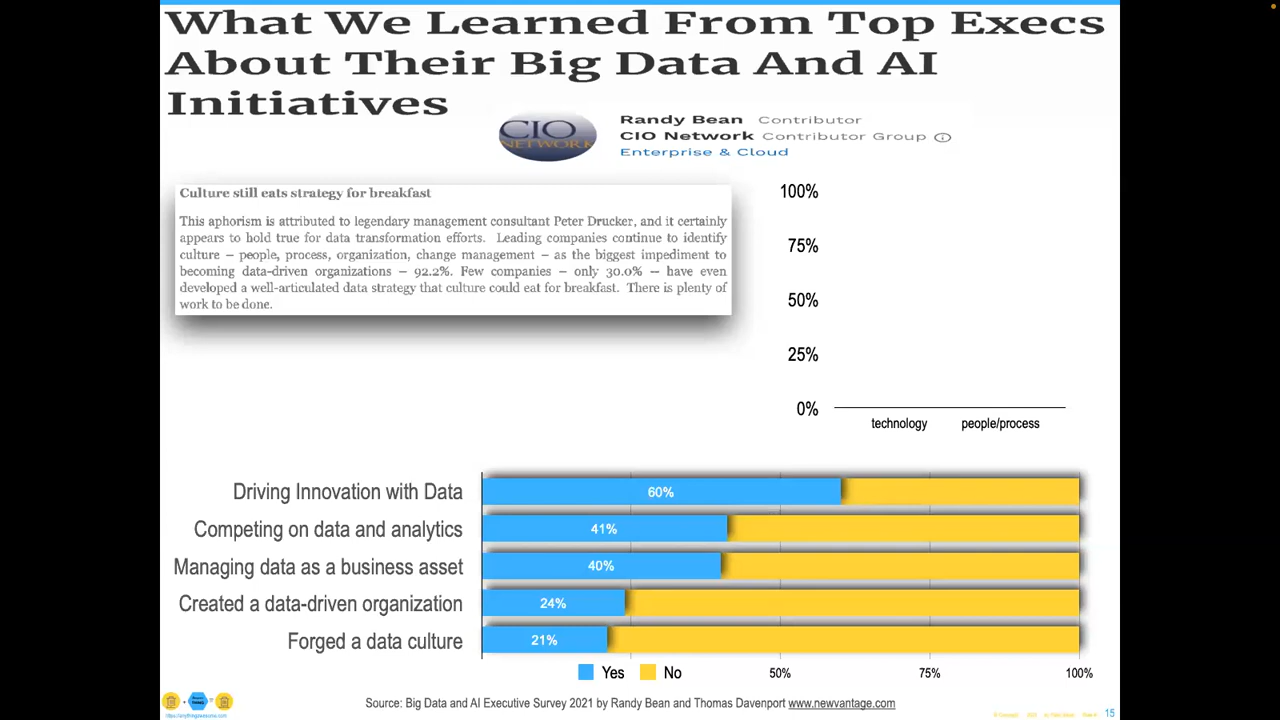 What We Learned From Top Execs
About Their Big Data And AI
Initiatives
CIO
NETWORK
Randy Bean Contributor
CIO Network Contributor Group
Enterprise & Cloud
Culture still eats strategy for breakfast
This aphorism is attributed to legendary management consultant Peter Drucker, and it certainly
appears to hold true for data transformation efforts. Leading companies continue to identify
culture – people, process, organization, change management – as the biggest impediment to
becoming data-driven organizations – 92.2%. Few companies – only 30.0% – have even
developed a well-articulated data strategy that culture could eat for breakfast. There is plenty of
work to be done.
100%
75%
50%
25%
0%
technology people/process
Driving Innovation with Data 60%
Competing on data and analytics 41%
Managing data as a business asset 40%
Created a data-driven organization 24%
Forged a data culture 21%
Yes No 50% 75% 100%
Source: Big Data and AI Executive Survey 2021 by Randy Bean and Thomas Davenport www.newvantage.com
https://anythingawesome.com
15